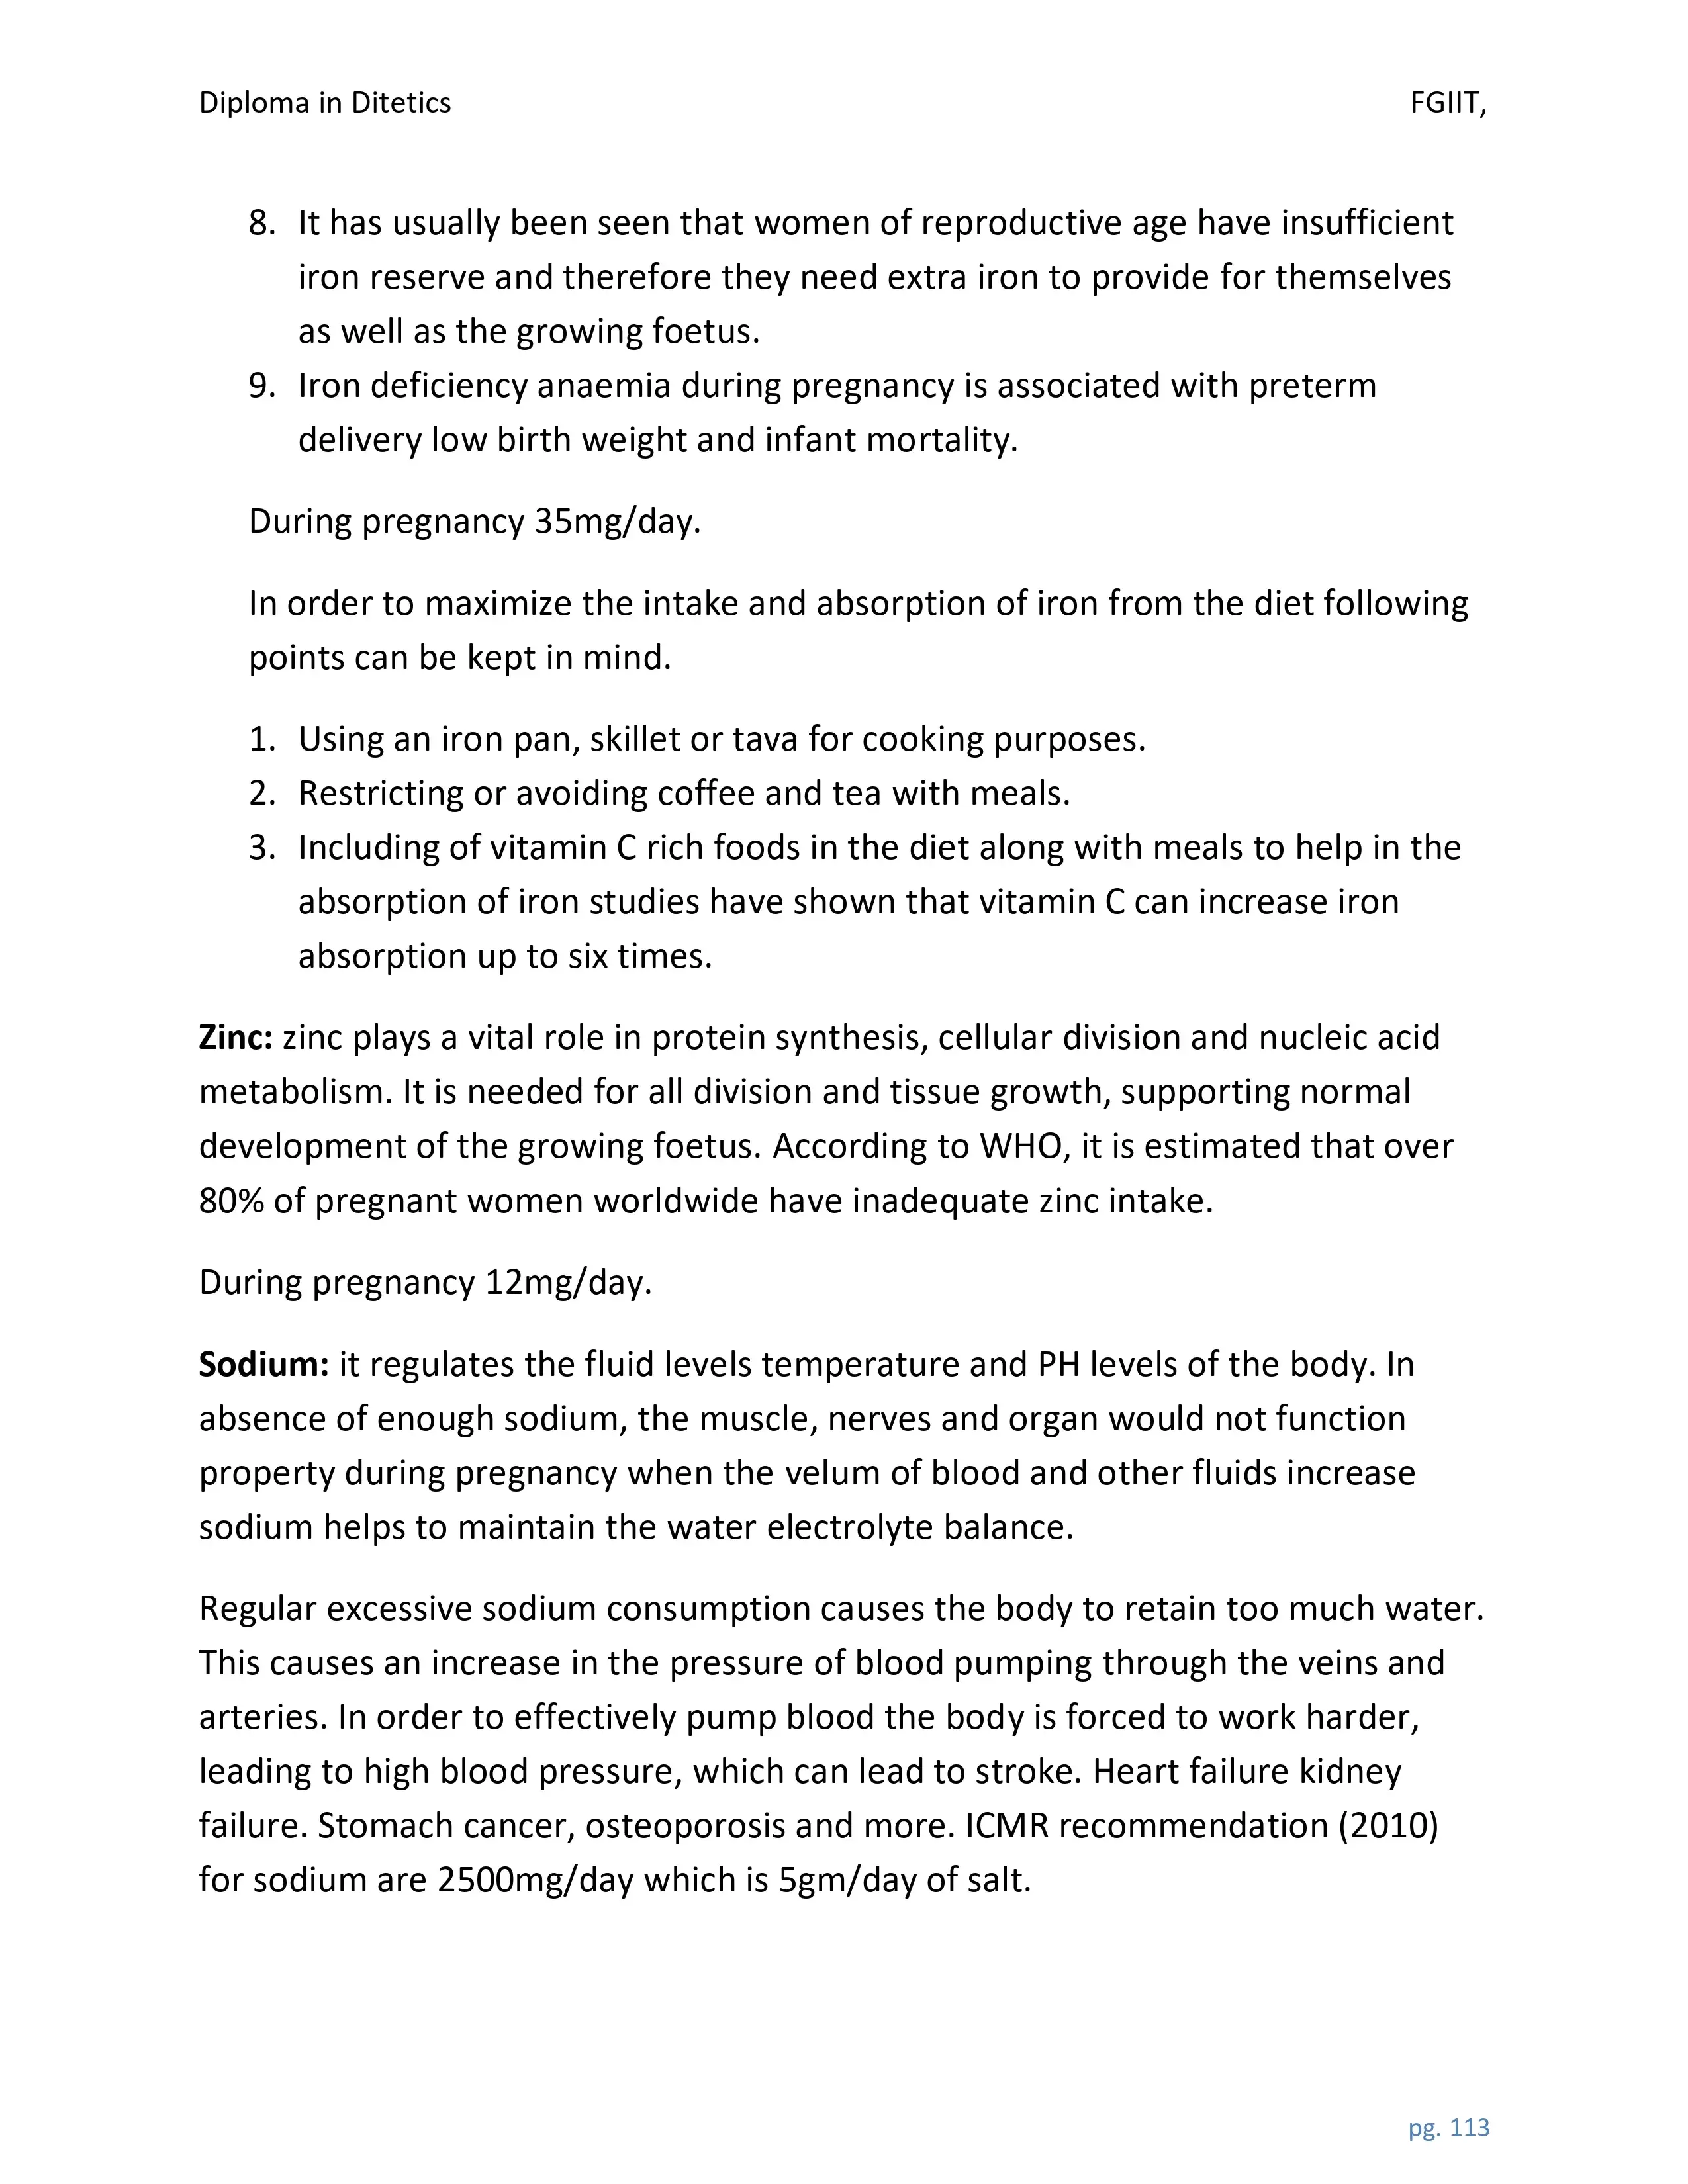 Diploma in Ditetics FGIIT,
8. It has usually been seen that women of reproductive age have insufficient
iron reserve and therefore they need extra iron to provide for themselves
as well as the growing foetus.
9. Iron deficiency anaemia during pregnancy is associated with preterm
delivery low birth weight and infant mortality.
During pregnancy 35mg/day.
In order to maximize the intake and absorption of iron from the diet following
points can be kept in mind.
1. Using an iron pan, skillet or tava for cooking purposes.
2. Restricting or avoiding coffee and tea with meals.
3. Including of vitamin C rich foods in the diet along with meals to help in the
absorption of iron studies have shown that vitamin C can increase iron
absorption up to six times.
Zinc: zinc plays a vital role in protein synthesis, cellular division and nucleic acid
metabolism. It is needed for all division and tissue growth, supporting normal
development of the growing foetus. According to WHO, it is estimated that over
80% of pregnant women worldwide have inadequate zinc intake.
During pregnancy 12mg/day.
Sodium: it regulates the fluid levels temperature and PH levels of the body. In
absence of enough sodium, the muscle, nerves and organ would not function
property during pregnancy when the velum of blood and other fluids increase
sodium helps to maintain the water electrolyte balance.
Regular excessive sodium consumption causes the body to retain too much water.
This causes an increase in the pressure of blood pumping through the veins and
arteries. In order to effectively pump blood the body is forced to work harder,
leading to high blood pressure, which can lead to stroke. Heart failure kidney
failure. Stomach cancer, osteoporosis and more. ICMR recommendation (2010)
for sodium are 2500mg/day which is 5gm/day of salt.
pg. 113